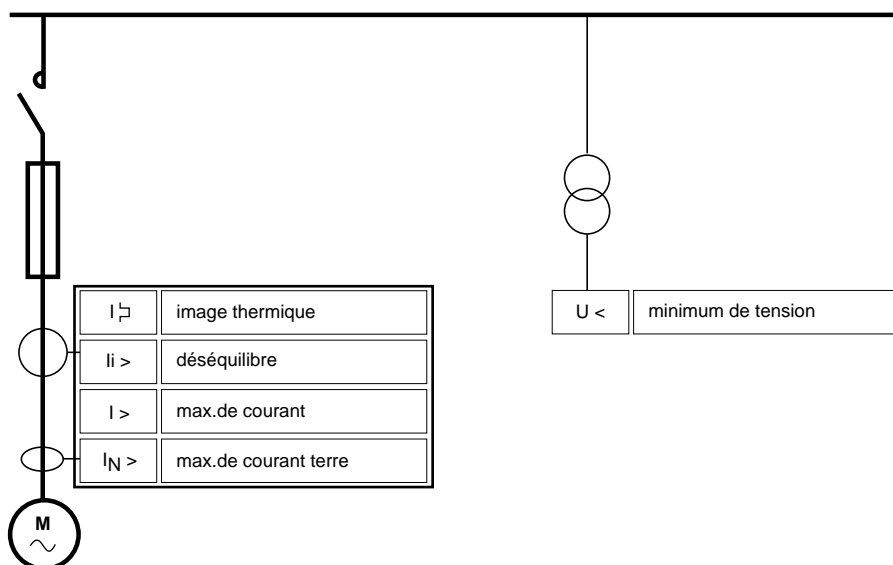 I image thermique
Ii > déséquilibre
I > max.de courant
IN > max.de courant terre
M
U < minimum de tension